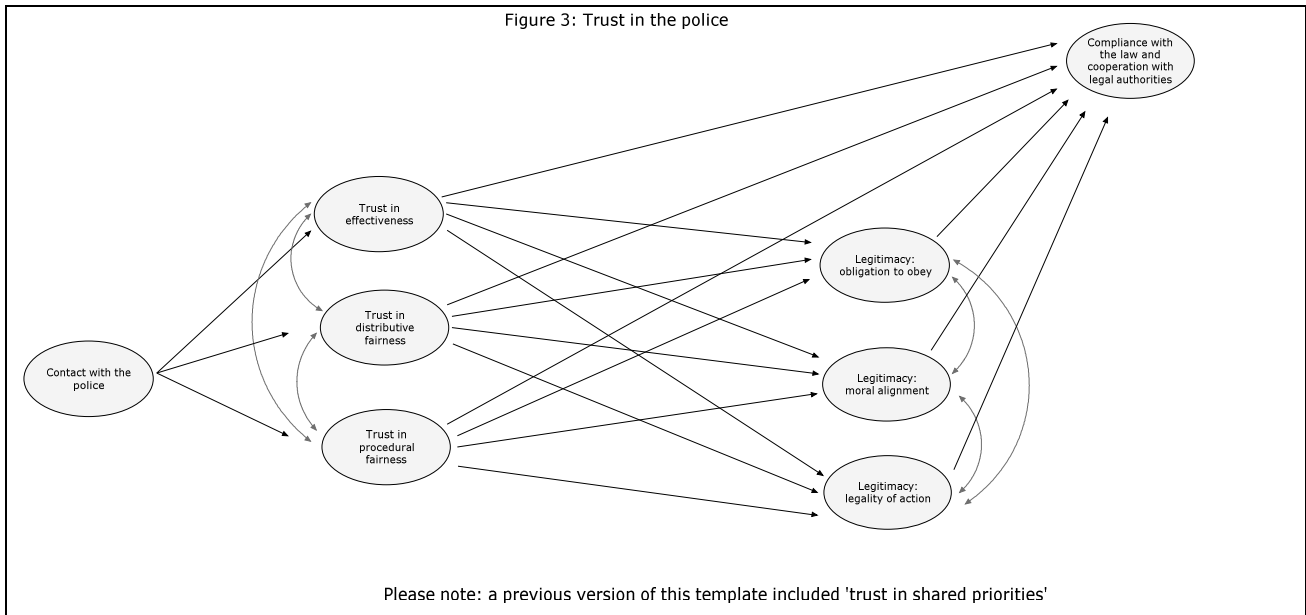 Figure 3: Trust in the police
Compliance with
the law and
cooperation with
legal authorities
Trust in
effectiveness
Legitimacy:
obligation to obey
Trust in
distributive
fairness
Contact with the
police
Legitimacy:
moral alignment
Trust in
procedural
fairness
Legitimacy:
legality of action
Please note: a previous version of this template included 'trust in shared priorities'